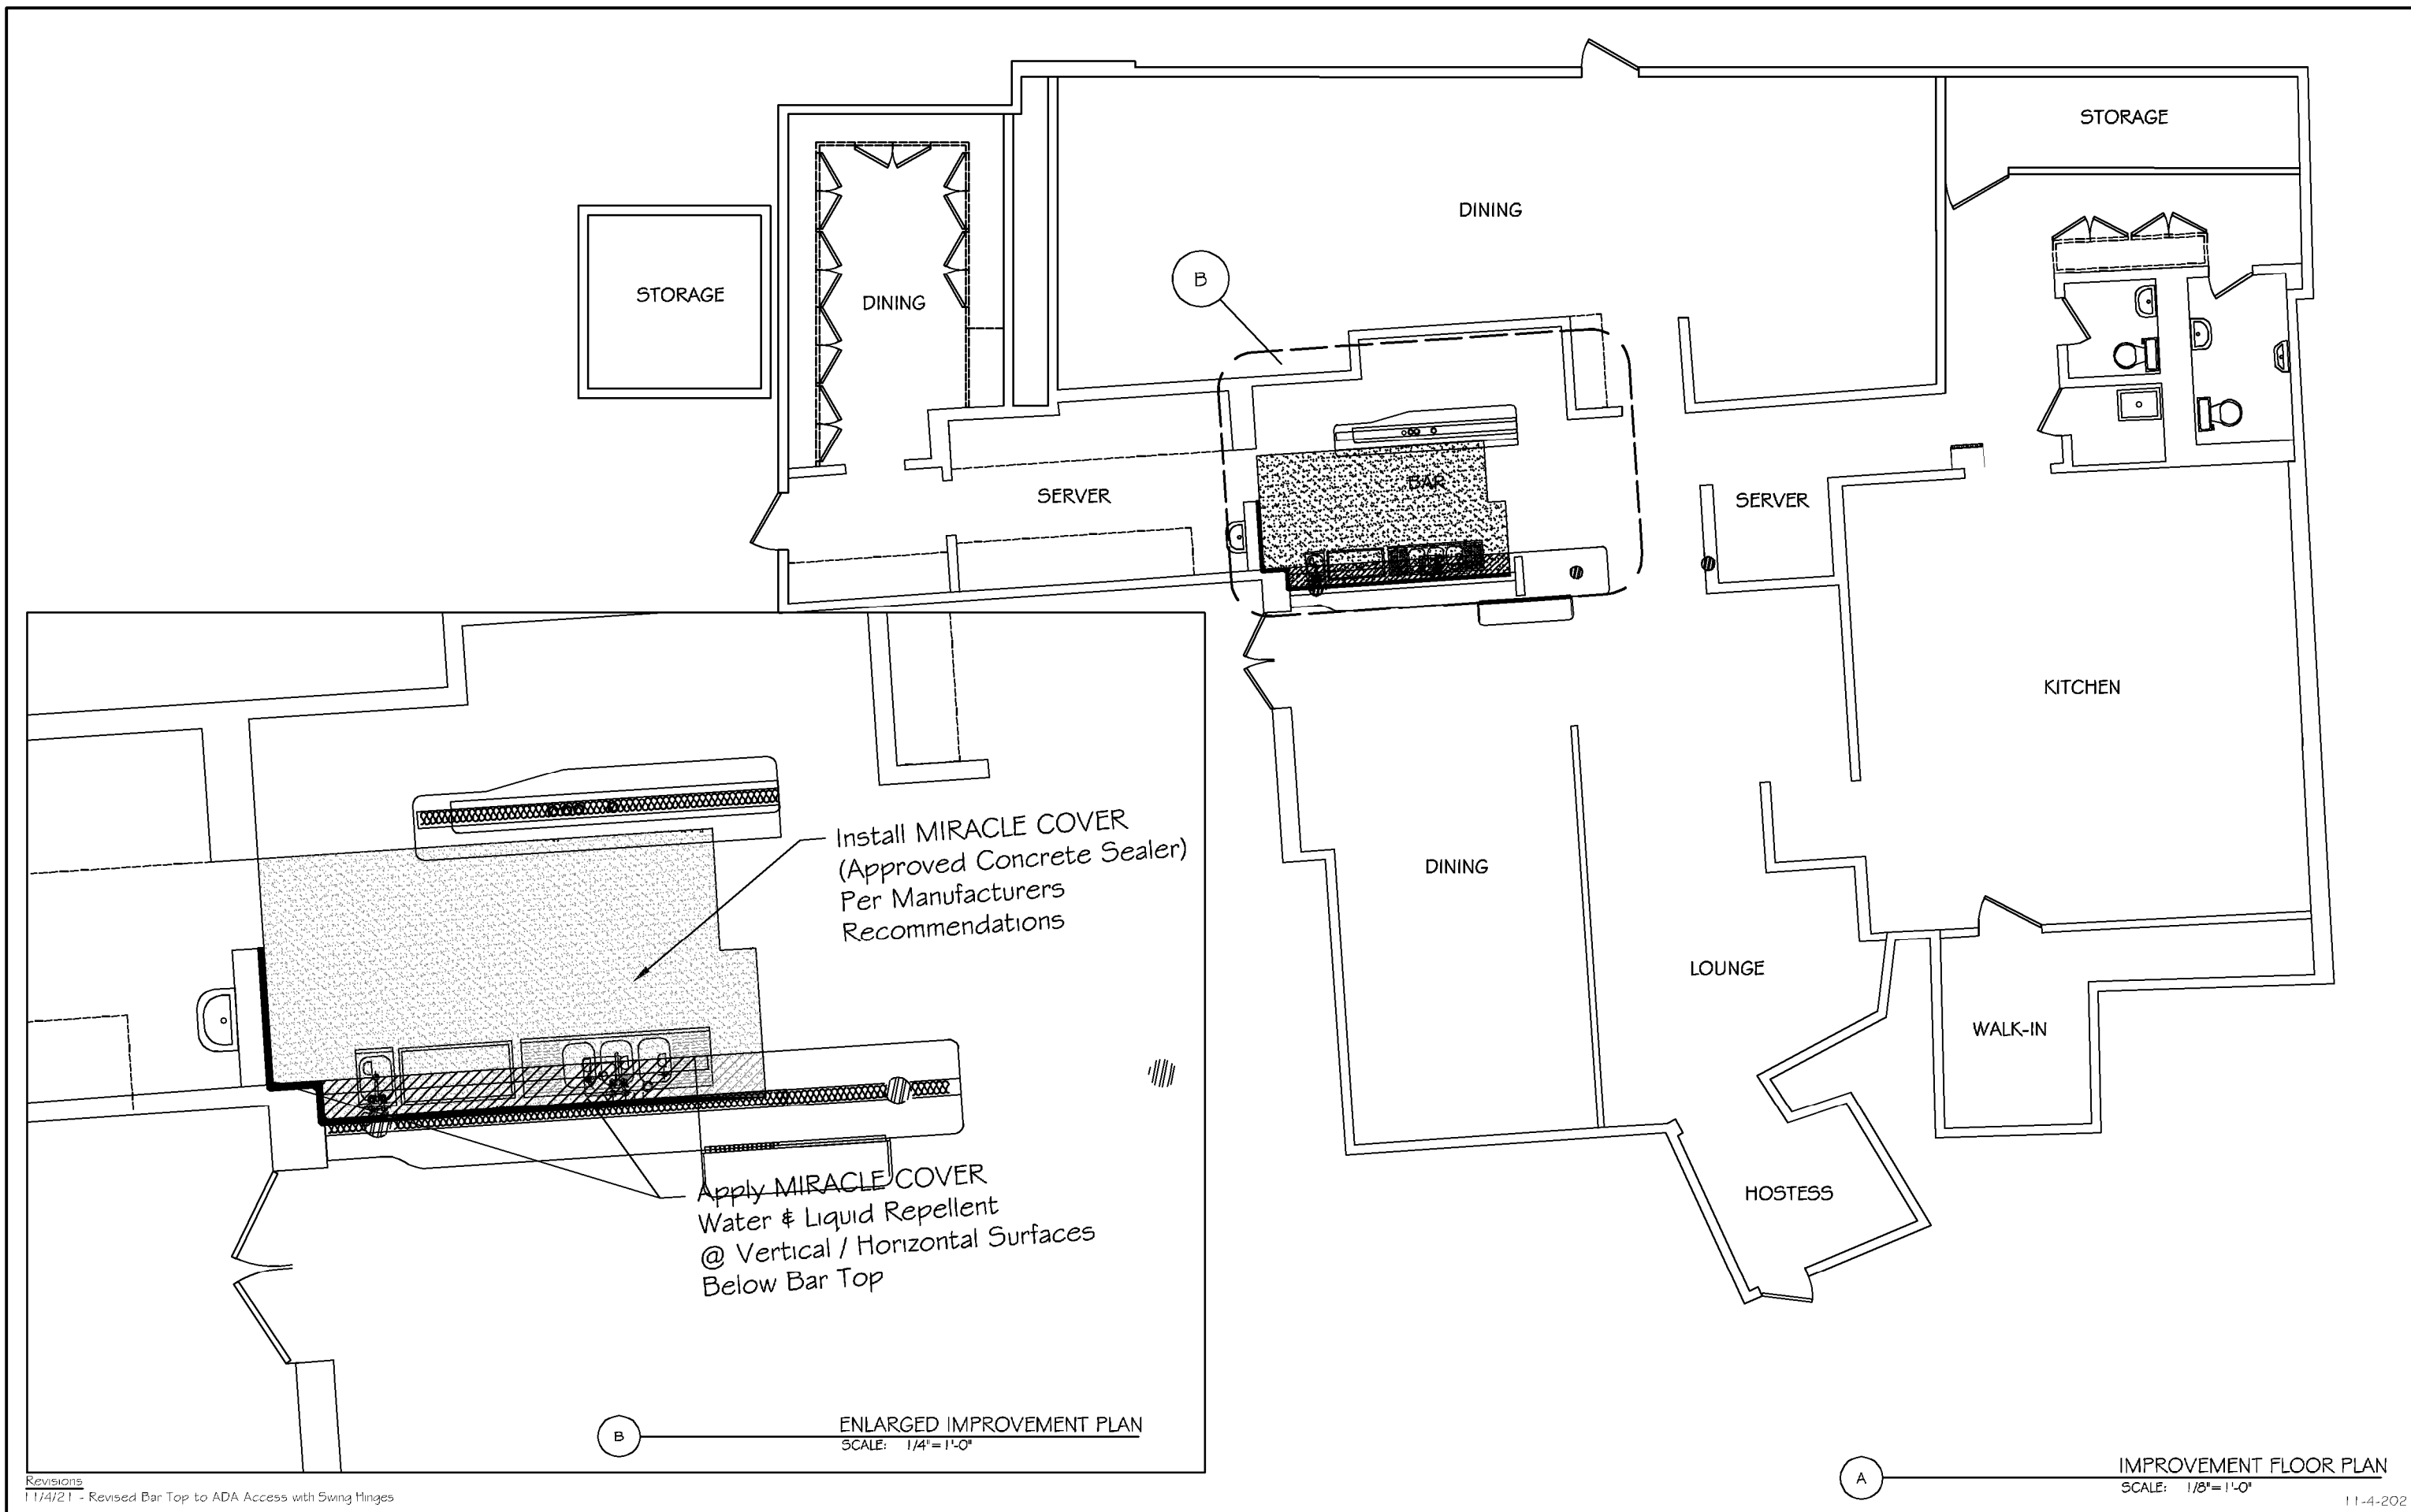 STORAGE
DINING
STORAGE
DINING
B
SERVER
BAR
SERVER
KITCHEN
DINING
LOUNGE
WALK-IN
HOSTESS
Install MIRACLE COVER
(Approved Concrete Sealer)
Per Manufacturers
Recommendations
Apply MIRACLE COVER
Water & Liquid Repellent
@ Vertical / Horizontal Surfaces
Below Bar Top
B
ENLARGED IMPROVEMENT PLAN
SCALE: 1/4"=1'-0"
A
IMPROVEMENT FLOOR PLAN
SCALE: 1/8"=1'-0"
Revisions
11/4/21 - Revised Bar Top to ADA Access with Swing Hinges
11-4-202